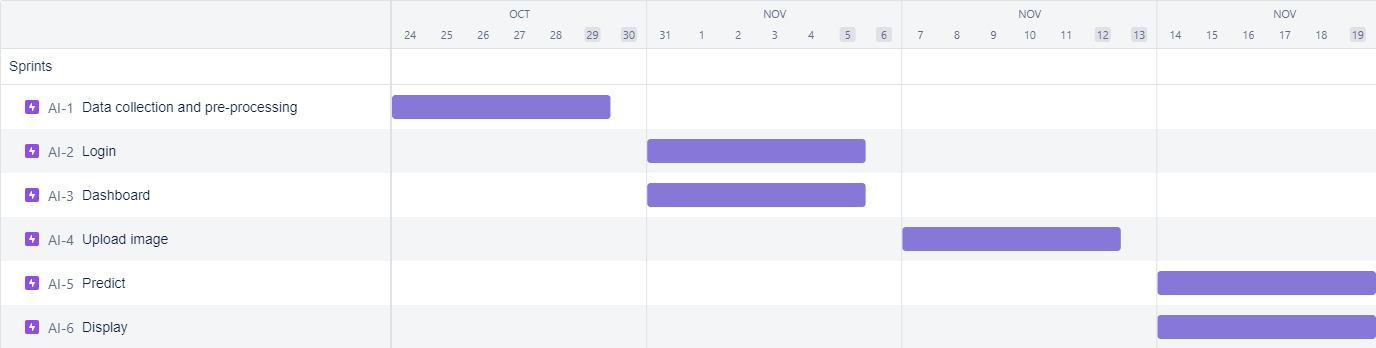 OCT NOV NOV NOV
24 25 26 27 28 29 30 31 1 2 3 4 5 6 7 8 9 10 11 12 13 14 15 16 17 18 19
Sprints
AI-1 Data collection and pre-processing
AI-2 Login
AI-3 Dashboard
AI-4 Upload image
AI-5 Predict
AI-6 Display